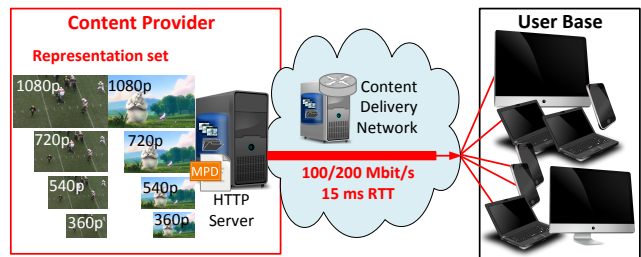 Content Provider
Representation set
1080p
1080p
720p
720p
540p
540p
360p
360p
MPD
HTTP
Server
Content
Delivery
Network
100/200 Mbit/s
15 ms RTT
User Base